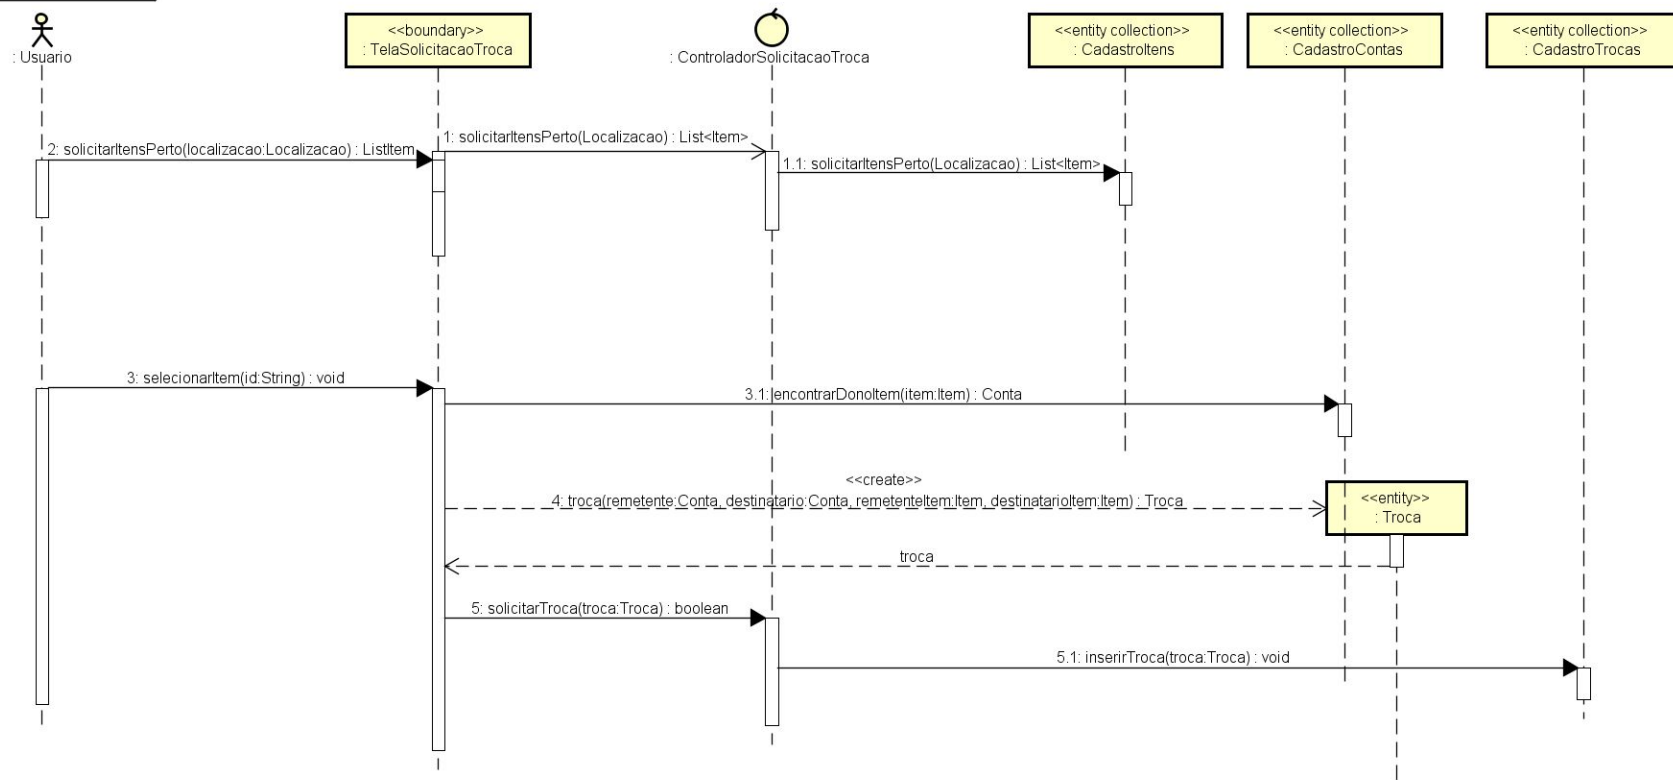 : Usuario
<<boundary>>
: TelaSolicitacaoTroca
: ControladorSolicitacaoTroca
<<entity collection>>
: CadastroItens
<<entity collection>>
: CadastroContas
<<entity collection>>
: CadastroTrocas
1: solicitarItensPerto(Localizacao) : List<Item>
2: solicitarItensPerto(localizacao:Localizacao) : ListItem
1.1: solicitarItensPerto(Localizacao) : List<Item>
3: selecionarItem(id:String) : void
3.1: encontrarDonoItem(item:Item) : Conta
<<create>>
4: troca(remetente:Conta, destinatario:Conta, remetenteItem:Item, destinatarioItem:Item) : Troca
<<entity>>
: Troca
troca
5: solicitarTroca(troca:Troca) : boolean
5.1: inserirTroca(troca:Troca) : void